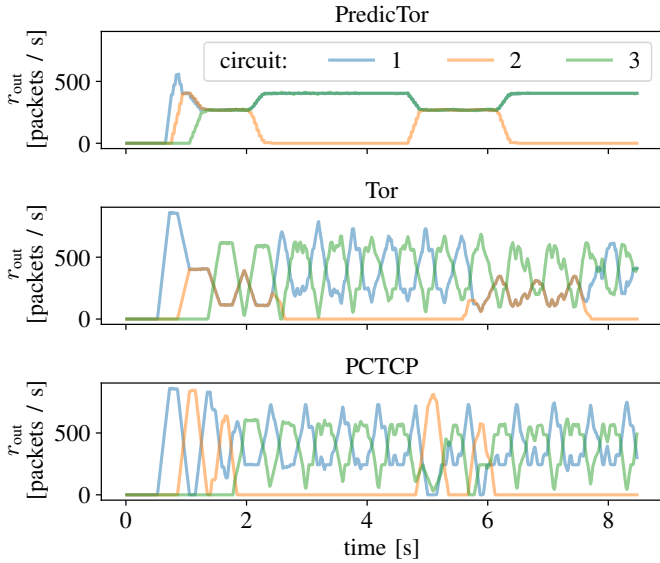 PredicTor
r_out
[packets / s]
500
0
circuit: 1 2 3
Tor
r_out
[packets / s]
500
0
PCTCP
r_out
[packets / s]
500
0
0 2 4 6 8
time [s]